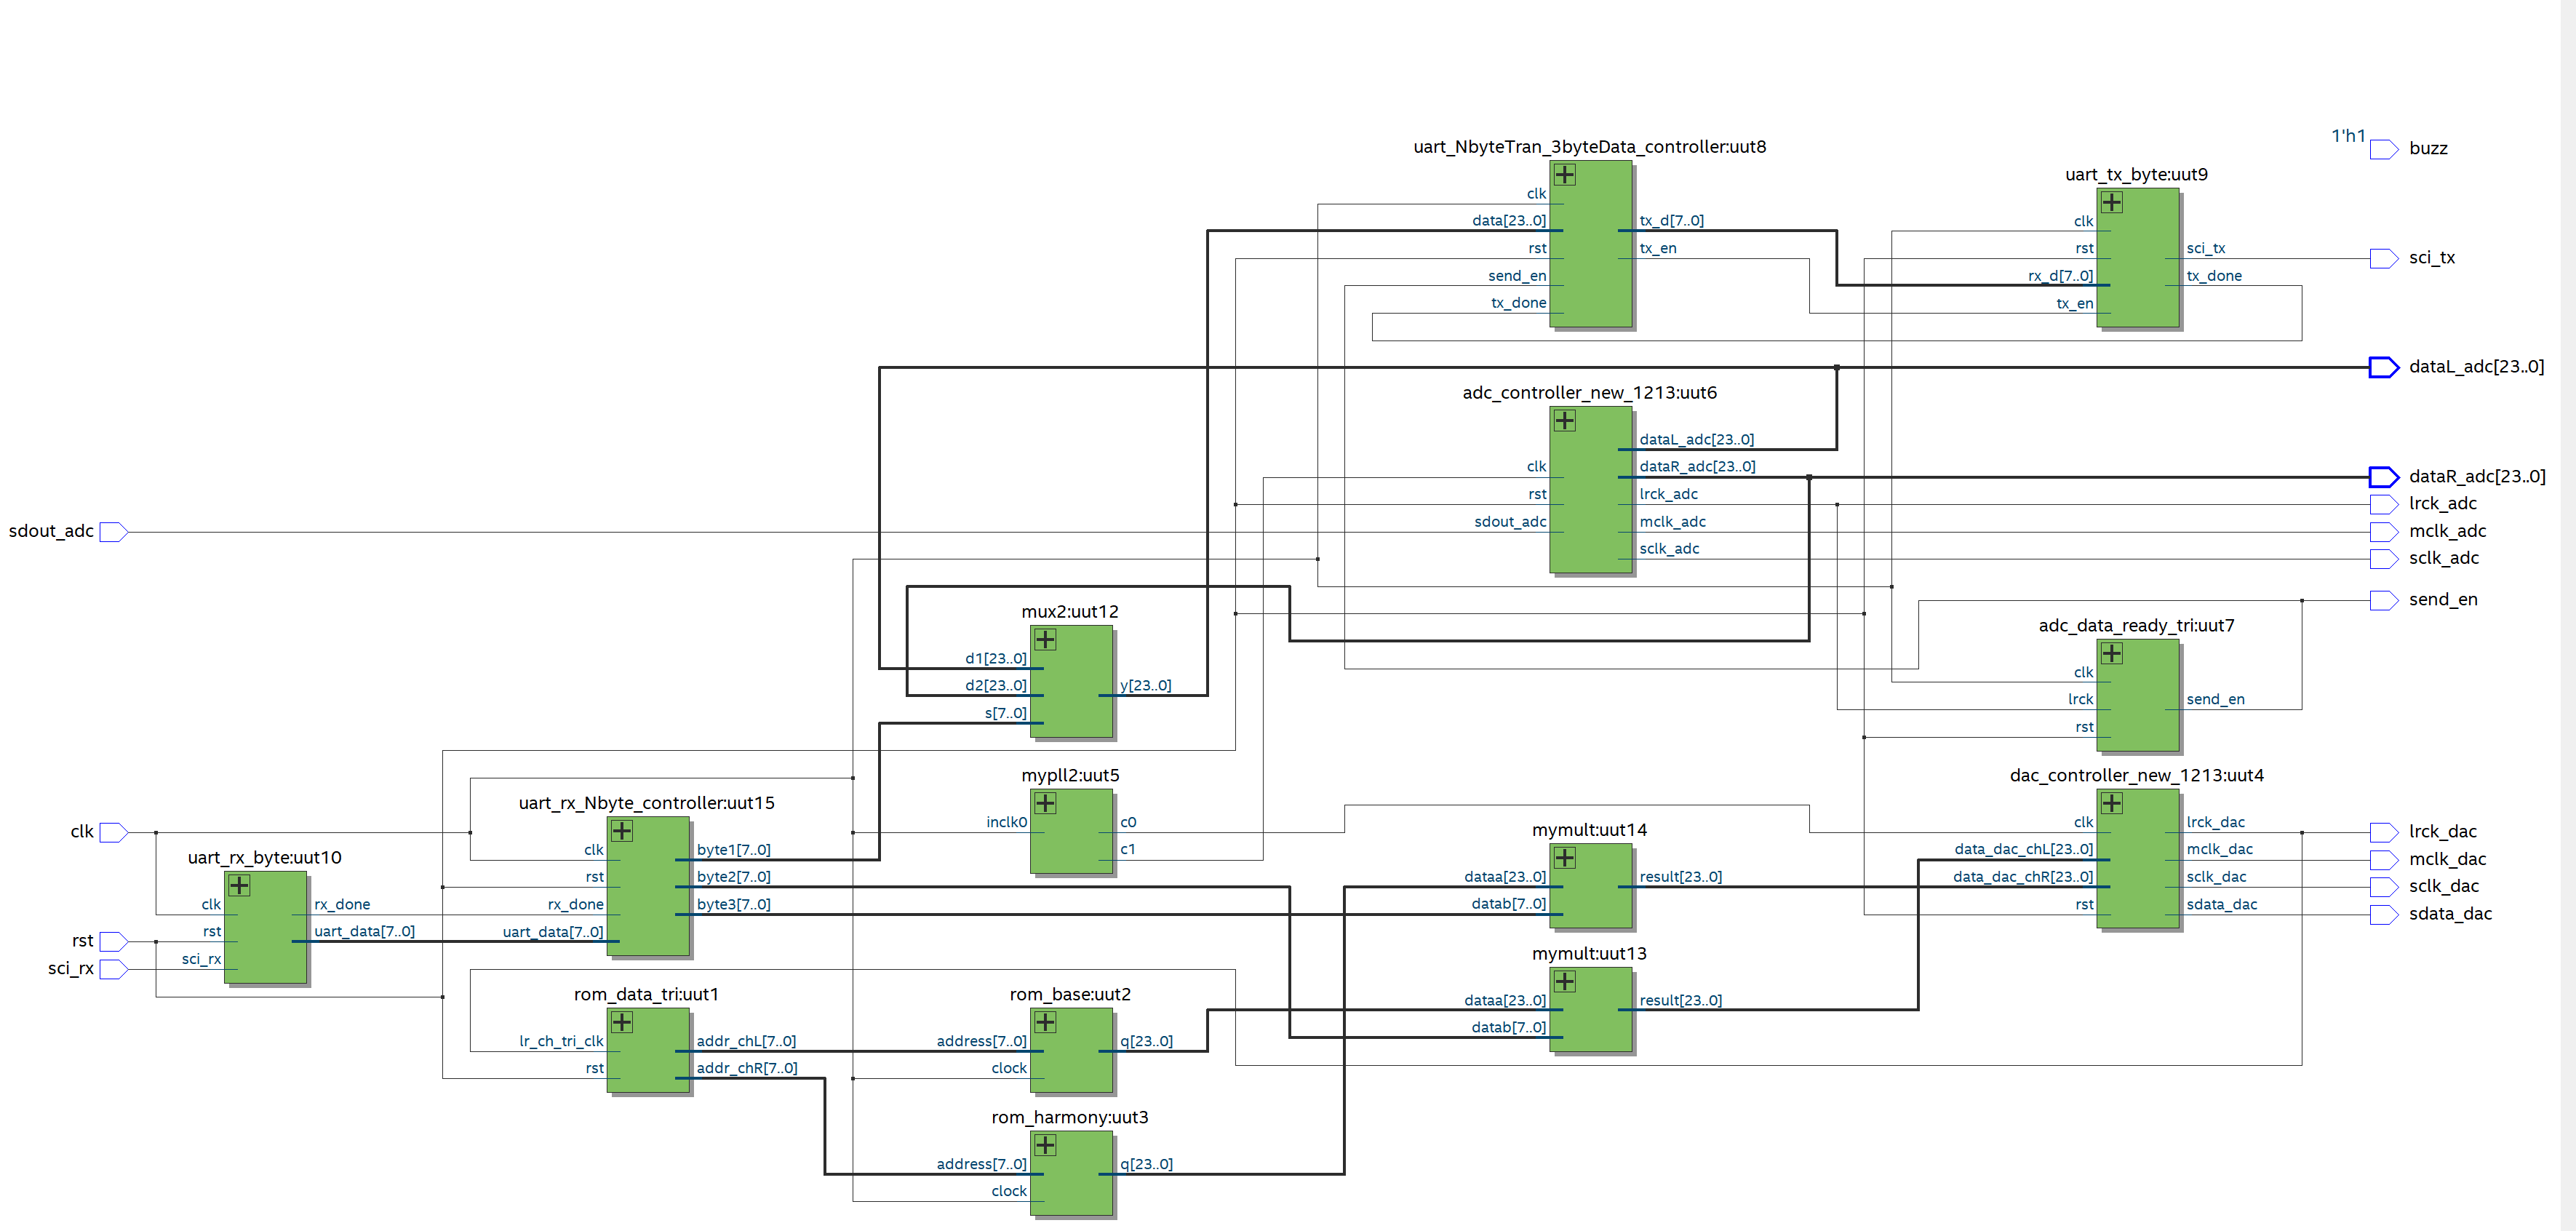 1'h1
buzz
uart_NbyteTran_3byteData_controller:uut8
clk
data[23..0]
rst
send_en
tx_done
tx_d[7..0]
tx_en
uart_tx_byte:uut9
clk
rst
rx_d[7..0]
tx_en
sci_tx
tx_done
sci_tx
dataL_adc[23..0]
adc_controller_new_1213:uut6
clk
rst
sdout_adc
dataL_adc[23..0]
dataR_adc[23..0]
lrck_adc
mclk_adc
sclk_adc
dataR_adc[23..0]
lrck_adc
mclk_adc
sclk_adc
sdout_adc
send_en
mux2:uut12
d1[23..0]
d2[23..0]
s[7..0]
y[23..0]
adc_data_ready_tri:uut7
clk
lrck
rst
send_en
mypll2:uut5
inclk0
c0
c1
dac_controller_new_1213:uut4
clk
data_dac_chL[23..0]
data_dac_chR[23..0]
rst
lrck_dac
mclk_dac
sclk_dac
sdata_dac
lrck_dac
mclk_dac
sclk_dac
sdata_dac
uart_rx_Nbyte_controller:uut15
clk
rst
rx_done
uart_data[7..0]
byte1[7..0]
byte2[7..0]
byte3[7..0]
clk
rst
sci_rx
uart_rx_byte:uut10
clk
rst
sci_rx
rx_done
uart_data[7..0]
mymult:uut14
dataa[23..0]
datab[7..0]
result[23..0]
mymult:uut13
dataa[23..0]
datab[7..0]
result[23..0]
rom_data_tri:uut1
lr_ch_tri_clk
rst
addr_chL[7..0]
addr_chR[7..0]
rom_base:uut2
address[7..0]
clock
q[23..0]
rom_harmony:uut3
address[7..0]
clock
q[23..0]